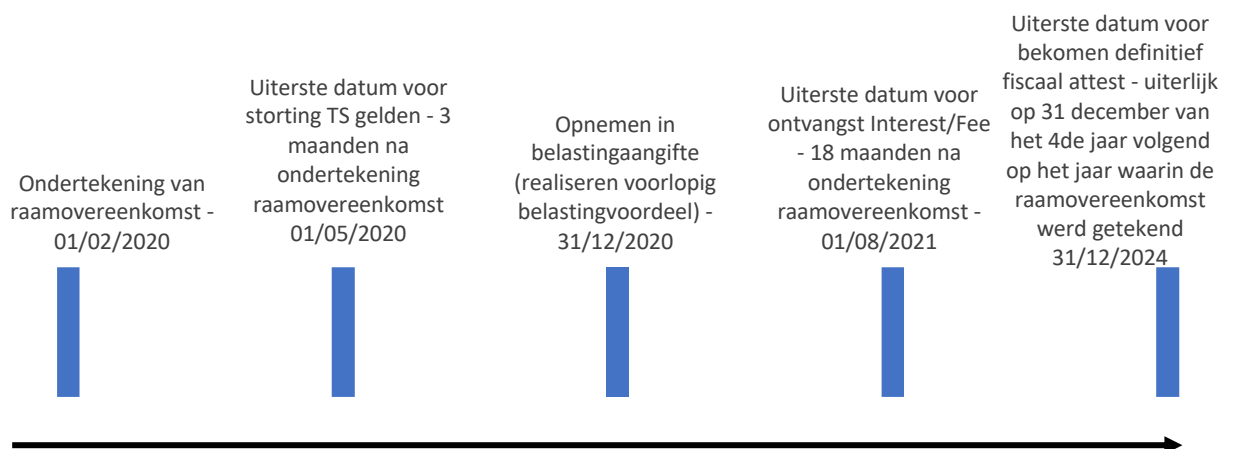 Ondertekening van
raamovereenkomst -
01/02/2020
Uiterste datum voor
storting TS gelden - 3
maanden na
ondertekening
raamovereenkomst
01/05/2020
Opnemen in
belastingaangifte
(realiseren voorlopig
belastingvoordeel) -
31/12/2020
Uiterste datum voor
ontvangst Interest/Fee
- 18 maanden na
ondertekening
raamovereenkomst -
01/08/2021
Uiterste datum voor
bekomen definitief
fiscaal attest - uiterlijk
op 31 december van
het 4de jaar volgend
op het jaar waarin de
raamovereenkomst
werd getekend
31/12/2024